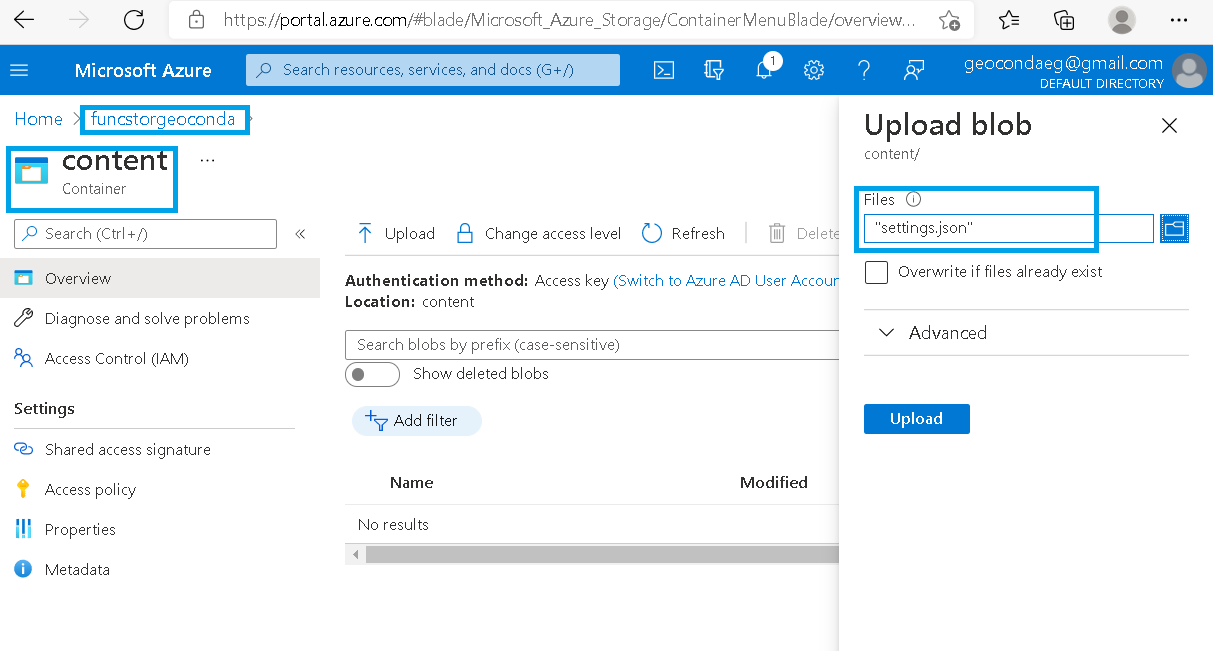 https://portal.azure.com/#blade/Microsoft_Azure_Storage/ContainerMenuBlade/overview...
Microsoft Azure
Search resources, services, and docs (G+/)
1
geocondaeg@gmail.com
DEFAULT DIRECTORY
Home > funcstorgeoconda >
content
...
Container
Search (Ctrl+/)
«
Overview
Diagnose and solve problems
Access Control (IAM)
Settings
Shared access signature
Access policy
Properties
Metadata
Upload
Change access level
Refresh
Delete
Authentication method: Access key (Switch to Azure AD User Accoun
Location: content
Search blobs by prefix (case-sensitive)
Show deleted blobs
Add filter
Name
Modified
No results
Upload blob
content/
Files
"settings.json"
Overwrite if files already exist
Advanced
Upload